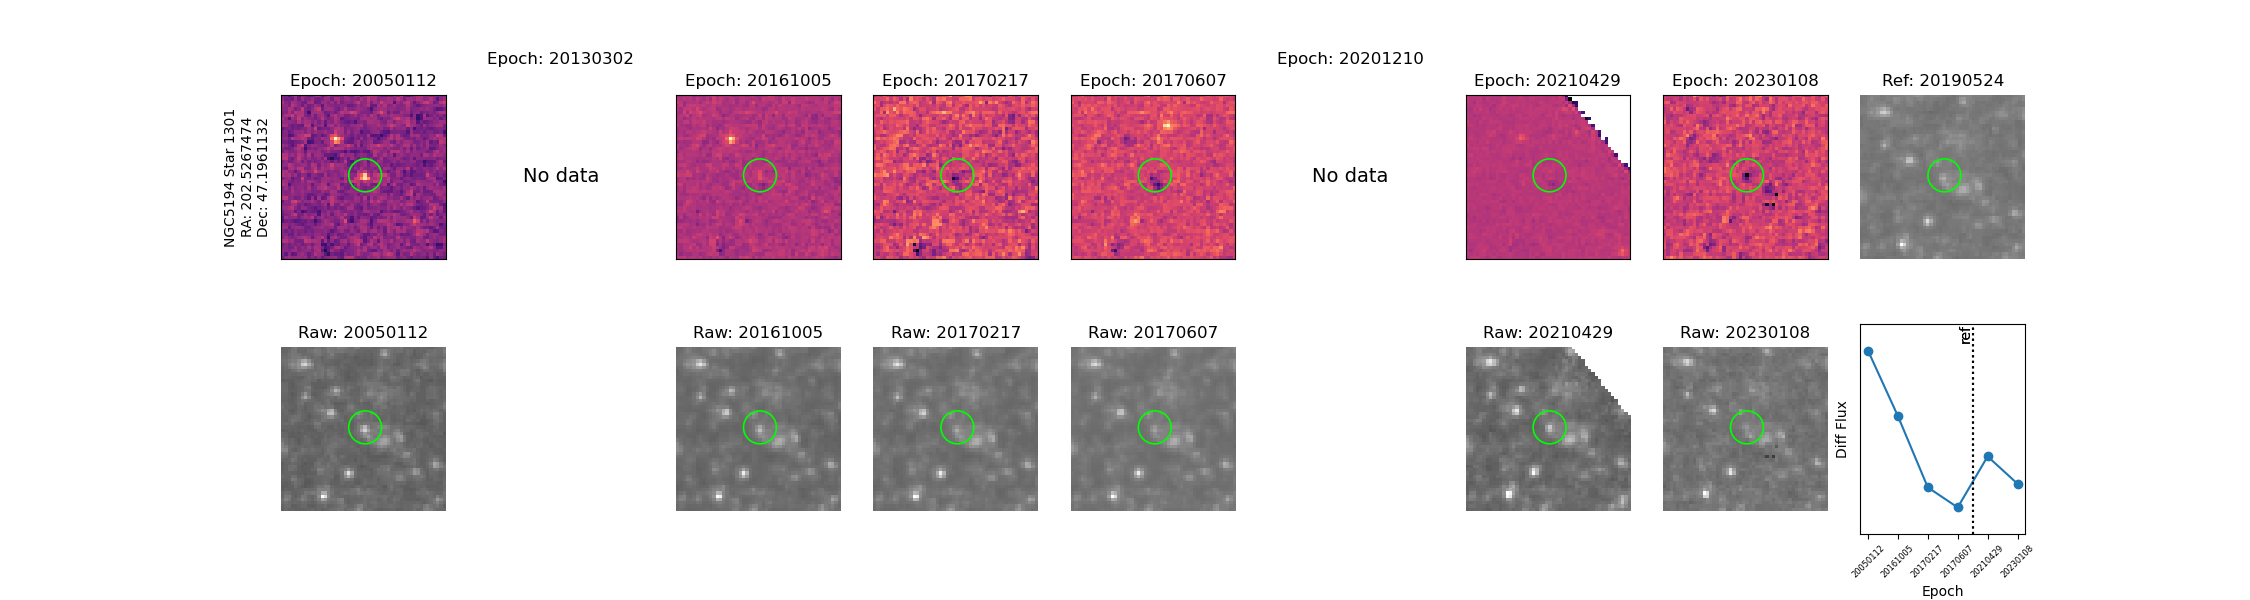 Epoch: 20130302
Epoch: 20201210
Epoch: 20050112
Epoch: 20161005
Epoch: 20170217
Epoch: 20170607
Epoch: 20210429
Epoch: 20230108
Ref: 20190524
NGC5194 Star 1301
RA: 202.5267474
Dec: 47.1961132
No data
No data
Raw: 20050112
Raw: 20161005
Raw: 20170217
Raw: 20170607
Raw: 20210429
Raw: 20230108
ref
Diff Flux
20050112
20161005
20170217
20170607
20210429
20230108
Epoch